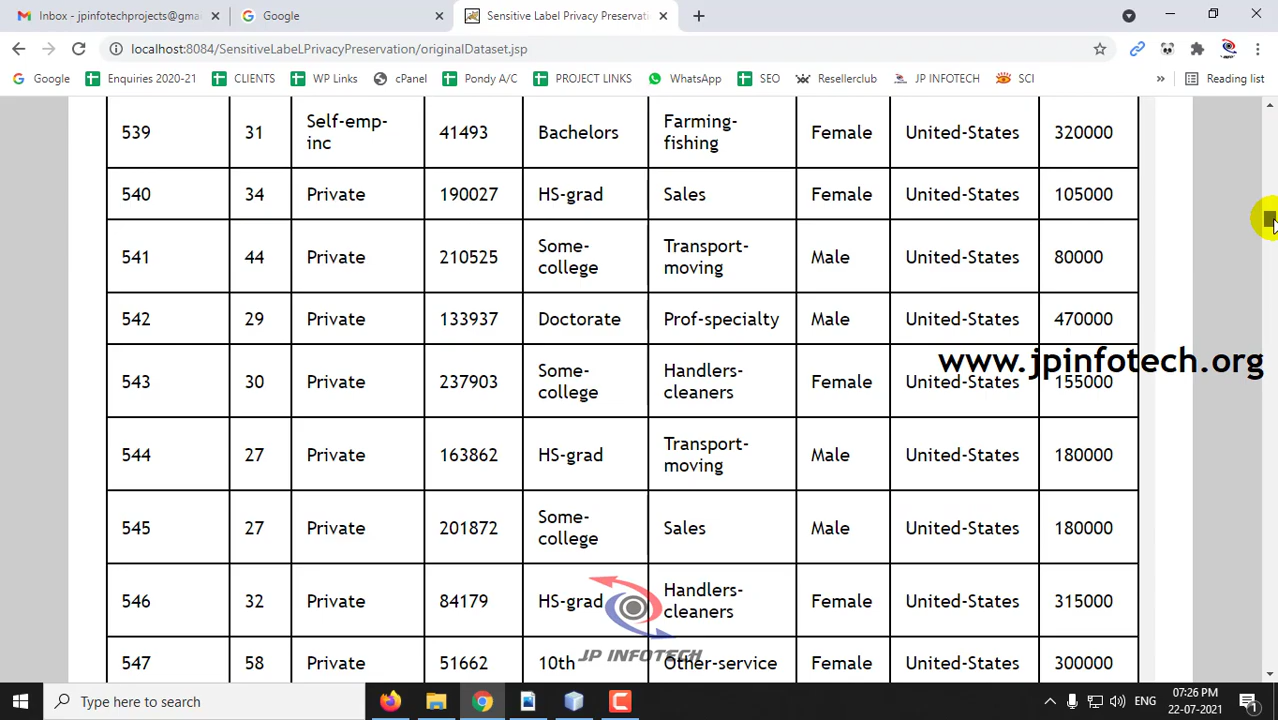 Inbox - jpinfotechprojects@gma
Google
Sensitive Label Privacy Preservat
localhost:8084/SensitiveLabeLPrivacyPreservation/originalDataset.jsp
Google
Enquiries 2020-21
CLIENTS
WP Links
cPanel
Pondy A/C
PROJECT LINKS
WhatsApp
SEO
Resellerclub
JP INFOTECH
SCI
»
Reading list
539 31 Self-emp-inc 41493 Bachelors Farming-fishing Female United-States 320000
540 34 Private 190027 HS-grad Sales Female United-States 105000
541 44 Private 210525 Some-college Transport-moving Male United-States 80000
542 29 Private 133937 Doctorate Prof-specialty Male United-States 470000
www.jpinfotech.org
543 30 Private 237903 Some-college Handlers-cleaners Female United-States 155000
544 27 Private 163862 HS-grad Transport-moving Male United-States 180000
545 27 Private 201872 Some-college Sales Male United-States 180000
546 32 Private 84179 HS-grad Handlers-cleaners Female United-States 315000
JP INFOTECH
547 58 Private 51662 10th Other-service Female United-States 300000
Type here to search
ENG
07:26 PM
22-07-2021
1